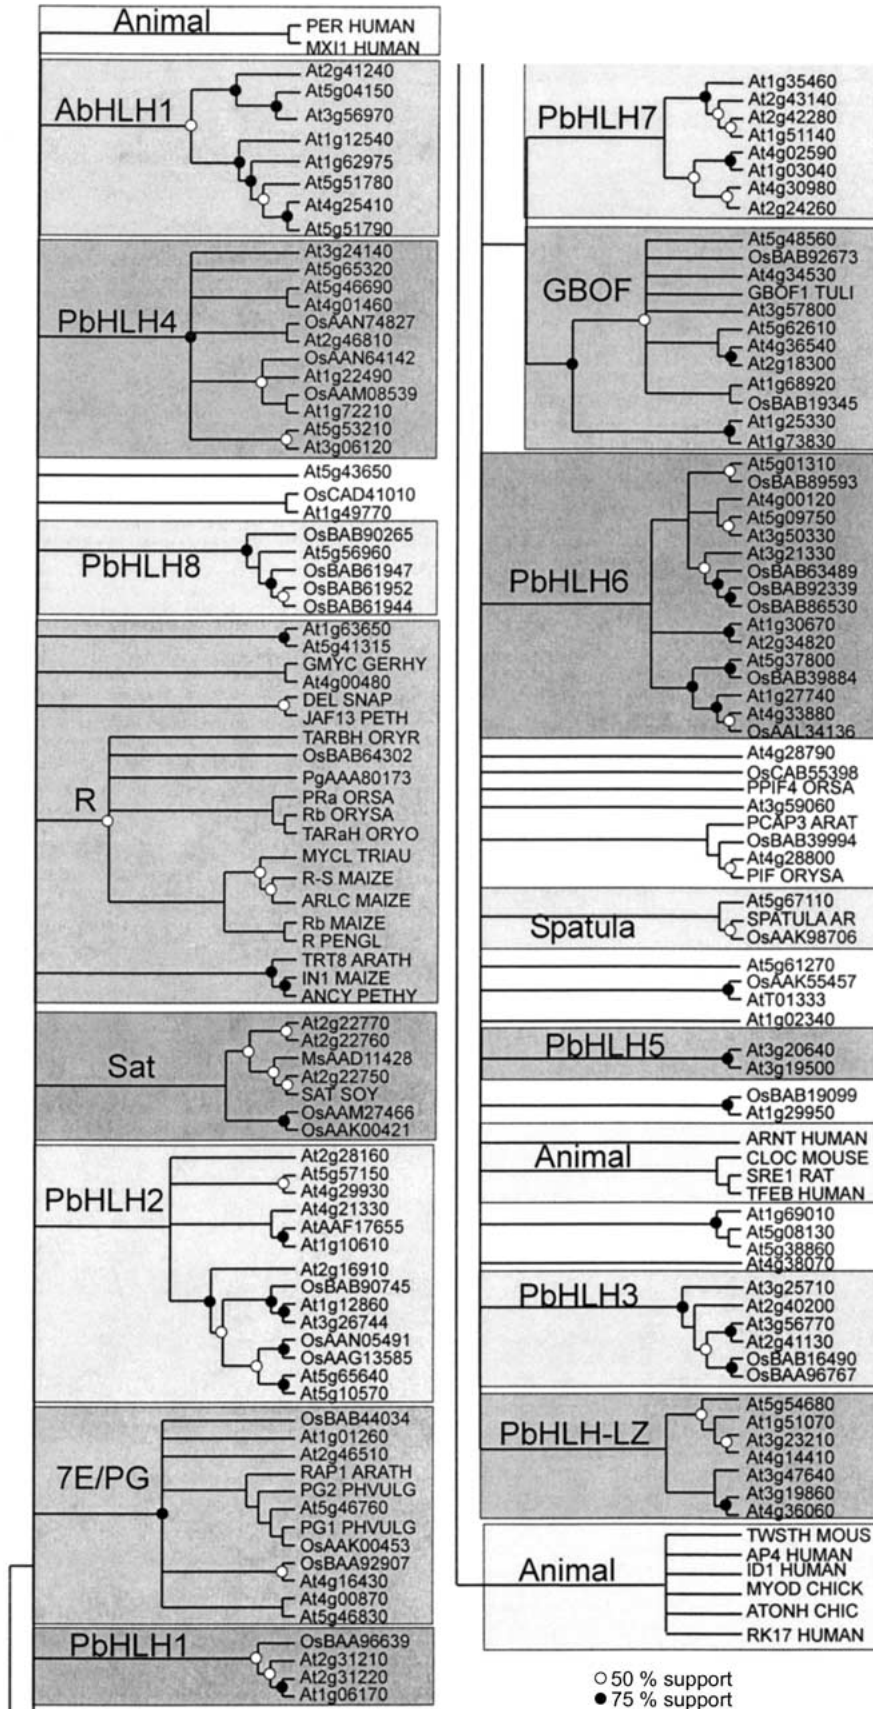 Animal
PER HUMAN
MXI1 HUMAN
AbHLH1
At2g41240
At5g04150
At3g56970
At1g12540
At1g62975
At5g51780
At4g25410
At5g51790
PbHLH4
At3g24140
At5g65320
At5g46690
At4g01460
OsAAN74827
At2g46810
OsAAN64142
At1g22490
OsAAM08539
At1g72210
At5g53210
At3g06120
At5g43650
OsCAD41010
At1g49770
PbHLH8
OsBAB90265
At5g56960
OsBAB61947
OsBAB61952
OsBAB61944
R
At1g63650
At5g41315
GMYC GERHY
At4g00480
DEL SNAP
JAF13 PETH
TARBH ORYR
OsBAB64302
PgAAA80173
PRa ORSA
Rb ORYSA
TARaH ORYO
MYCL TRIAU
R-S MAIZE
ARLC MAIZE
Rb MAIZE
R PENGL
TRT8 ARATH
IN1 MAIZE
ANCY PETHY
Sat
At2g22770
At2g22760
MsAAD11428
At2g22750
SAT SOY
OsAAM27466
OsAAK00421
PbHLH2
At2g28160
At5g57150
At4g29930
At4g21330
AtAAF17655
At1g10610
At2g16910
OsBAB90745
At1g12860
At3g26744
OsAAN05491
OsAAG13585
At5g65640
At5g10570
7E/PG
OsBAB44034
At1g01260
At2g46510
RAP1 ARATH
PG2 PHVULG
At5g46760
PG1 PHVULG
OsAAK00453
OsBAA92907
At4g16430
At4g00870
At5g46830
PbHLH1
OsBAA96639
At2g31210
At2g31220
At1g06170
PbHLH7
At1g35460
At2g43140
At2g42280
At1g51140
At4g02590
At1g03040
At4g30980
At2g24260
GBOF
At5g48560
OsBAB92673
At4g34530
GBOF1 TULI
At3g57800
At5g62610
At4g36540
At2g18300
At1g68920
OsBAB19345
At1g25330
At1g73830
PbHLH6
At5g01310
OsBAB89593
At4g00120
At5g09750
At3g50330
At3g21330
OsBAB63489
OsBAB92339
OsBAB86530
At1g30670
At2g34820
At5g37800
OsBAB39884
At1g27740
At4g33880
OsAAL34136
At4g28790
OsCAB55398
PPIF4 ORSA
At3g59060
PCAP3 ARAT
OsBAB39994
At4g28800
PIF ORYSA
Spatula
At5g67110
SPATULA AR
OsAAK98706
At5g61270
OsAAK55457
AtT01333
At1g02340
PbHLH5
At3g20640
At3g19500
OsBAB19099
At1g29950
Animal
ARNT HUMAN
CLOC MOUSE
SRE1 RAT
TFEB HUMAN
At1g69010
At5g08130
At5g38860
At4g38070
PbHLH3
At3g25710
At2g40200
At3g56770
At2g41130
OsBAB16490
OsBAA96767
PbHLH-LZ
At5g54680
At1g51070
At3g23210
At4g14410
At3g47640
At3g19860
At4g36060
Animal
TWSTH MOUS
AP4 HUMAN
ID1 HUMAN
MYOD CHICK
ATONH CHIC
RK17 HUMAN
50 % support
75 % support